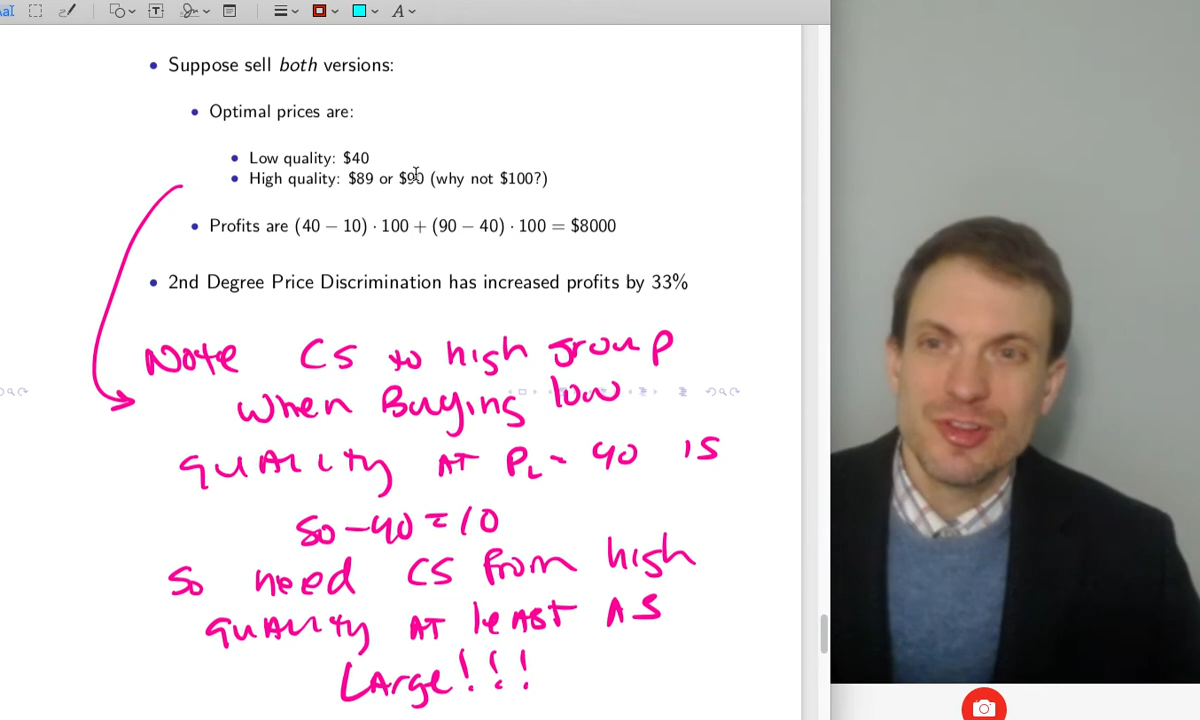 • Suppose sell both versions:
• Optimal prices are:
• Low quality: $40
• High quality: $89 or $90 (why not $100?)
• Profits are (40 − 10) · 100 + (90 − 40) · 100 = $8000
• 2nd Degree Price Discrimination has increased profits by 33%
Note CS to high group
when Buying low
quALity AT PL = 40 is
50 - 40 = 10
So need CS from high
quALity AT leAst AS
LArge!!!